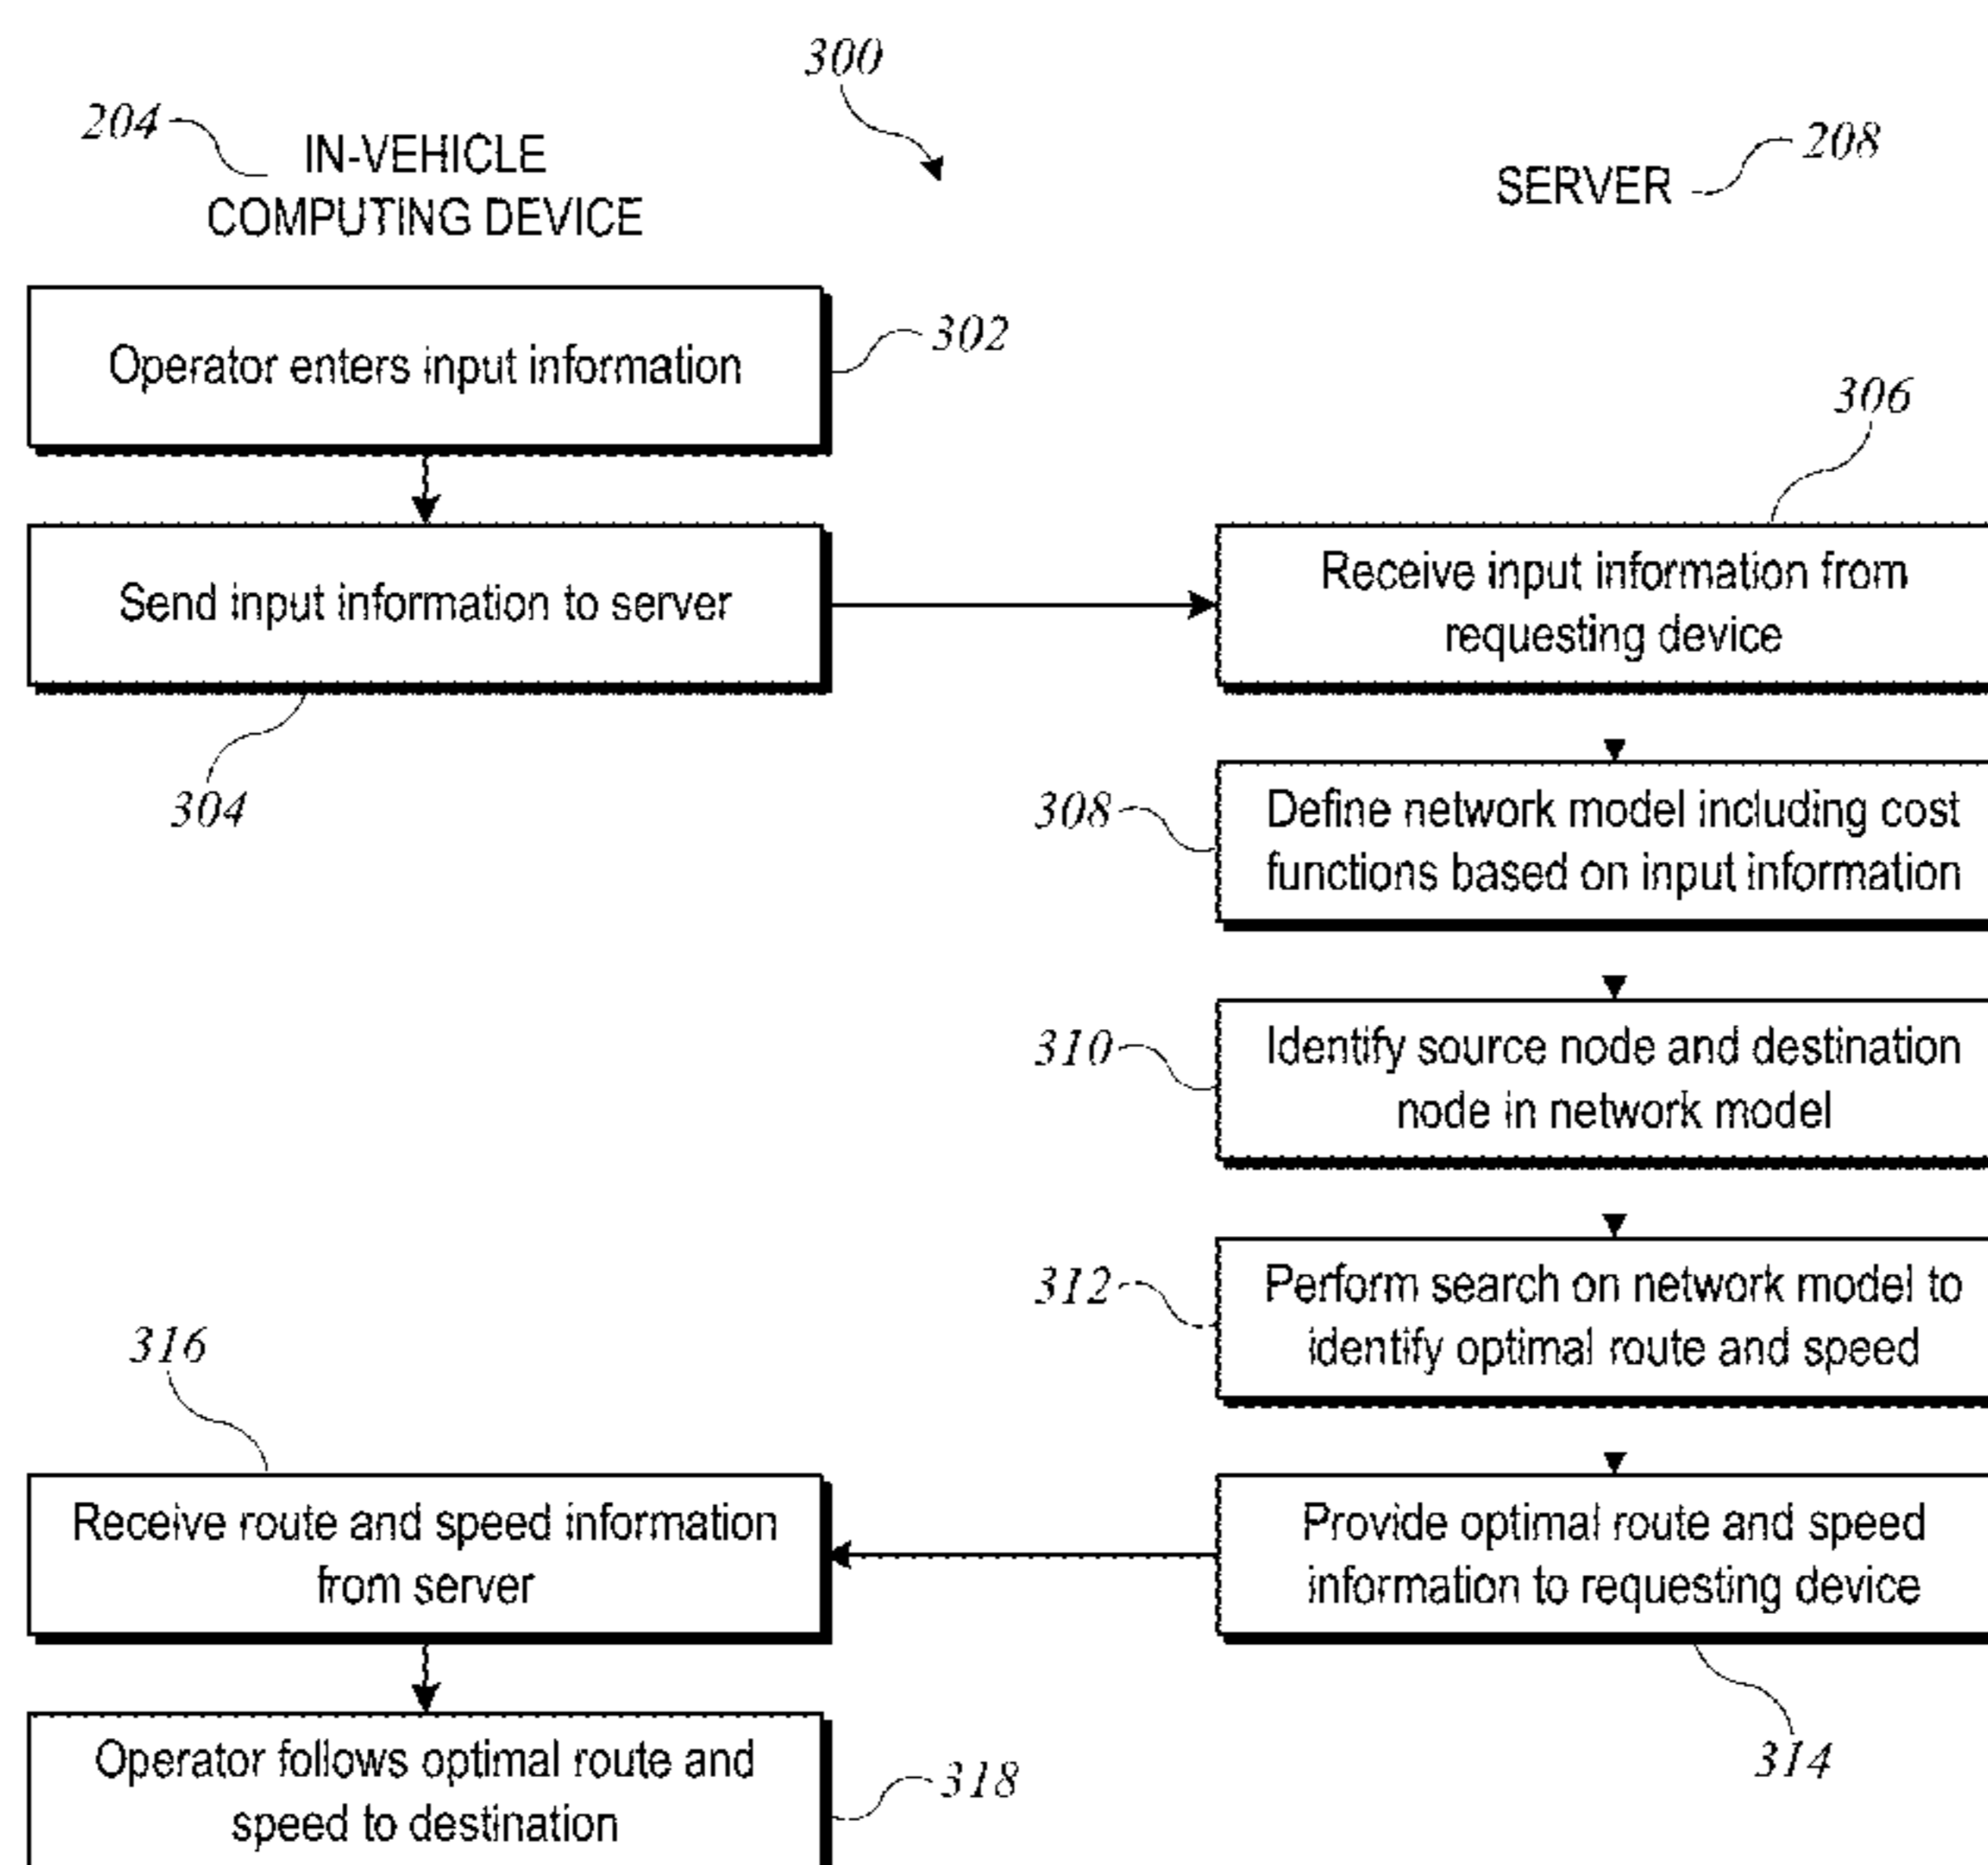 300
204
IN-VEHICLE
COMPUTING DEVICE
208
SERVER
Operator enters input information
302
306
Send input information to server
304
Receive input information from
requesting device
308
Define network model including cost
functions based on input information
310
Identify source node and destination
node in network model
312
Perform search on network model to
identify optimal route and speed
316
Receive route and speed information
from server
Provide optimal route and speed
information to requesting device
314
Operator follows optimal route and
speed to destination
318